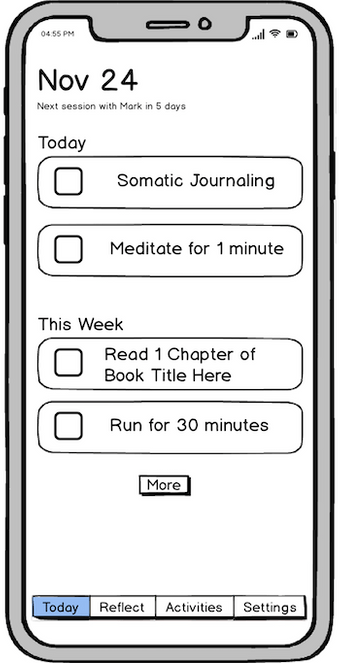 04:55 PM
Nov 24
Next session with Mark in 5 days
Today
Somatic Journaling
Meditate for 1 minute
This Week
Read 1 Chapter of
Book Title Here
Run for 30 minutes
More
Today Reflect Activities Settings